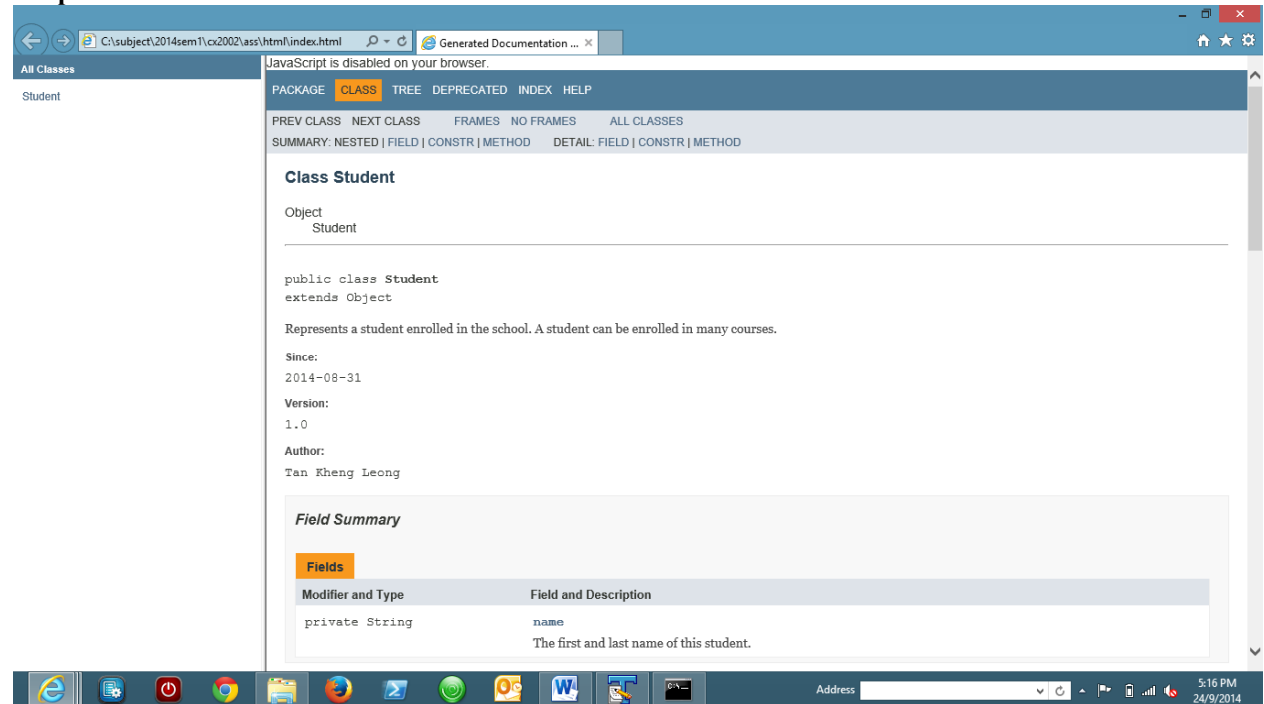 C:\subject\2014sem1\cx2002\ass\html\index.html
Generated Documentation ...
All Classes
Student
JavaScript is disabled on your browser.
PACKAGE CLASS TREE DEPRECATED INDEX HELP
PREV CLASS NEXT CLASS FRAMES NO FRAMES ALL CLASSES
SUMMARY: NESTED | FIELD | CONSTR | METHOD DETAIL: FIELD | CONSTR | METHOD
Class Student
Object
Student
public class Student
extends Object
Represents a student enrolled in the school. A student can be enrolled in many courses.
Since:
2014-08-31
Version:
1.0
Author:
Tan Kheng Leong
Field Summary
Fields
Modifier and Type Field and Description
private String name
The first and last name of this student.
Address
5:16 PM
24/9/2014